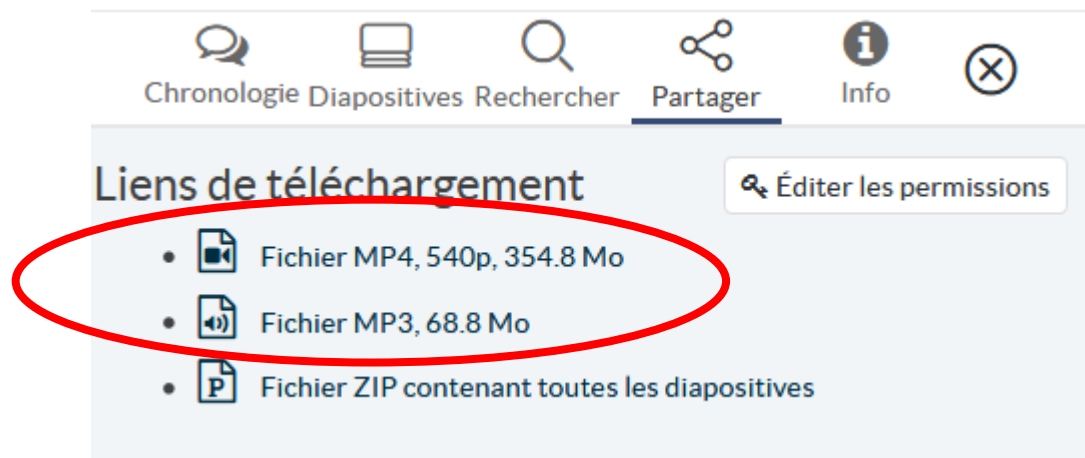 Chronologie Diapositives Rechercher Partager Info
Liens de téléchargement
Éditer les permissions
Fichier MP4, 540p, 354.8 Mo
Fichier MP3, 68.8 Mo
P Fichier ZIP contenant toutes les diapositives